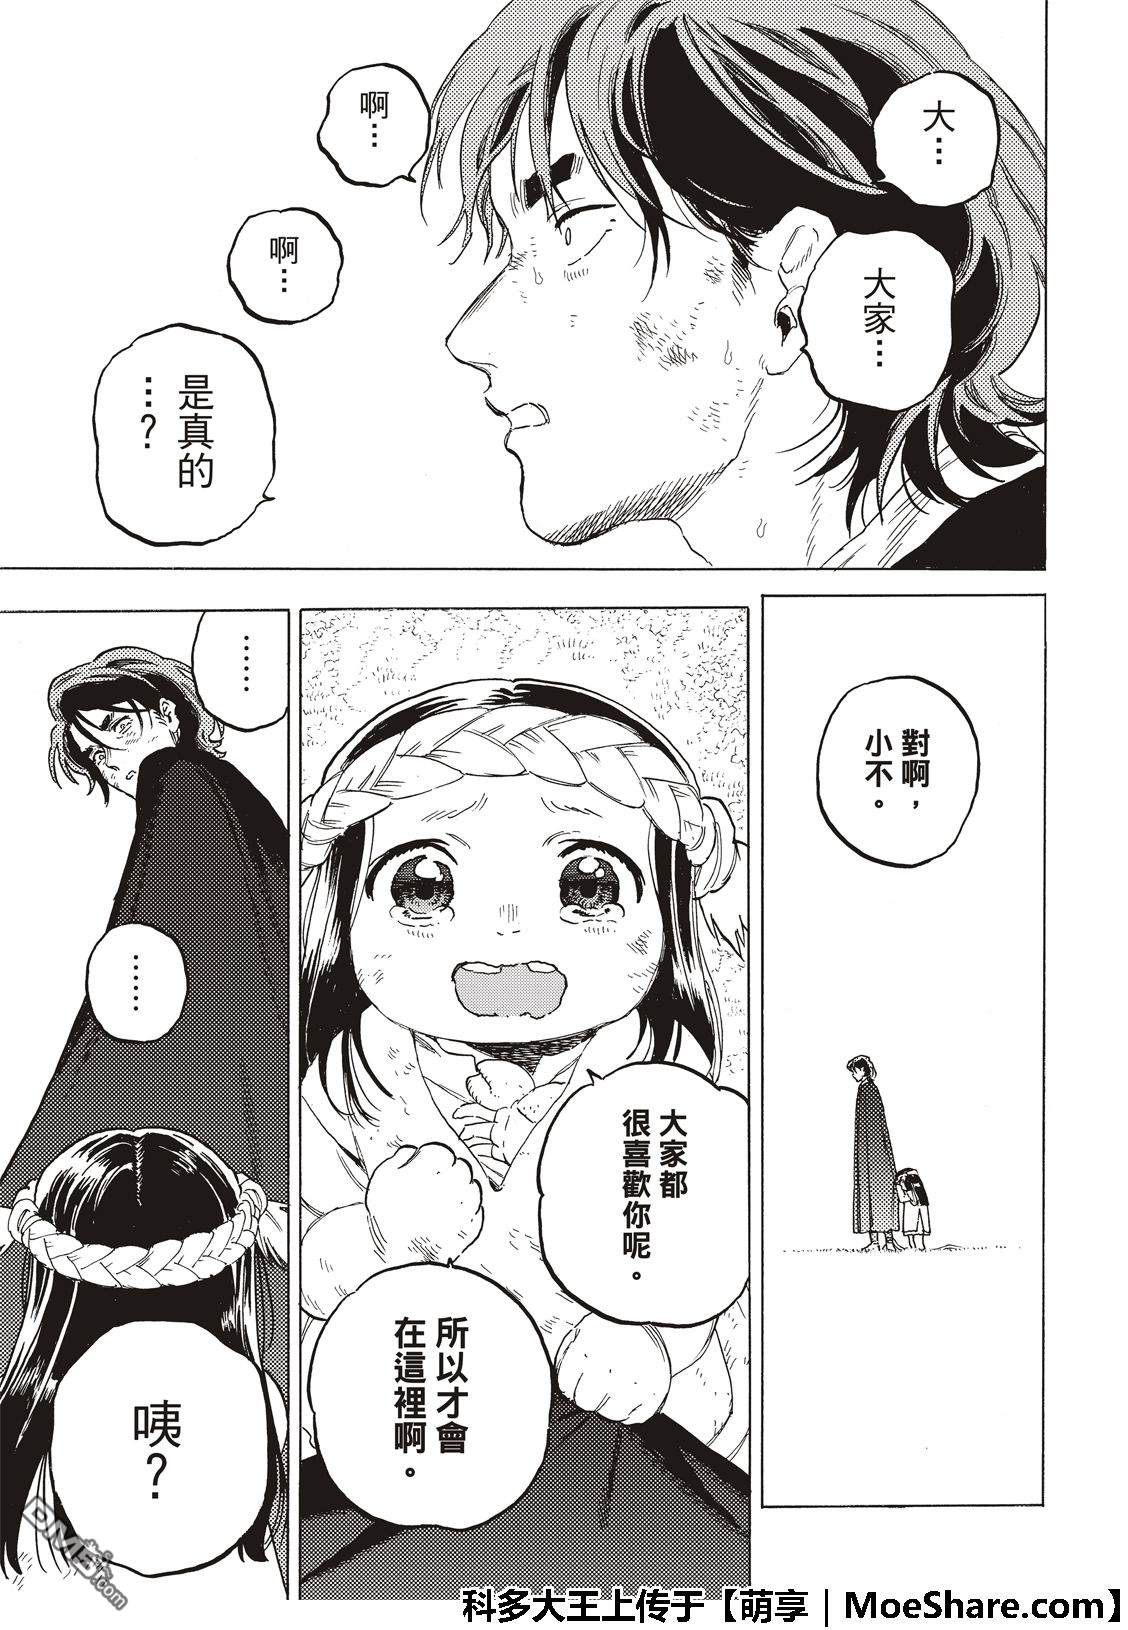 大…
大家…
啊…
啊…
是真的
…？
對啊，
小不。
大家都
很喜歡你呢。
所以才會
在這裡啊。
……
……
咦？
DM5.com
科多大王上传于【萌享｜MoeShare.com】